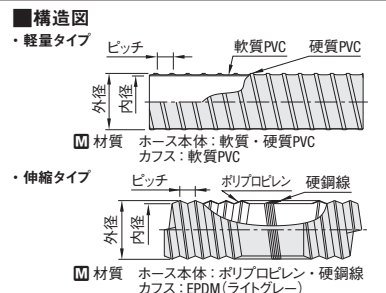 ■構造図
・軽量タイプ
ピッチ
軟質PVC
硬質PVC
外径
内径
M 材質 ホース本体：軟質・硬質PVC
カフス：軟質PVC
・伸縮タイプ
ピッチ
ポリプロピレン
硬鋼線
外径
内径
M 材質 ホース本体：ポリプロピレン・硬鋼線
カフス：EPDM（ライトグレー）